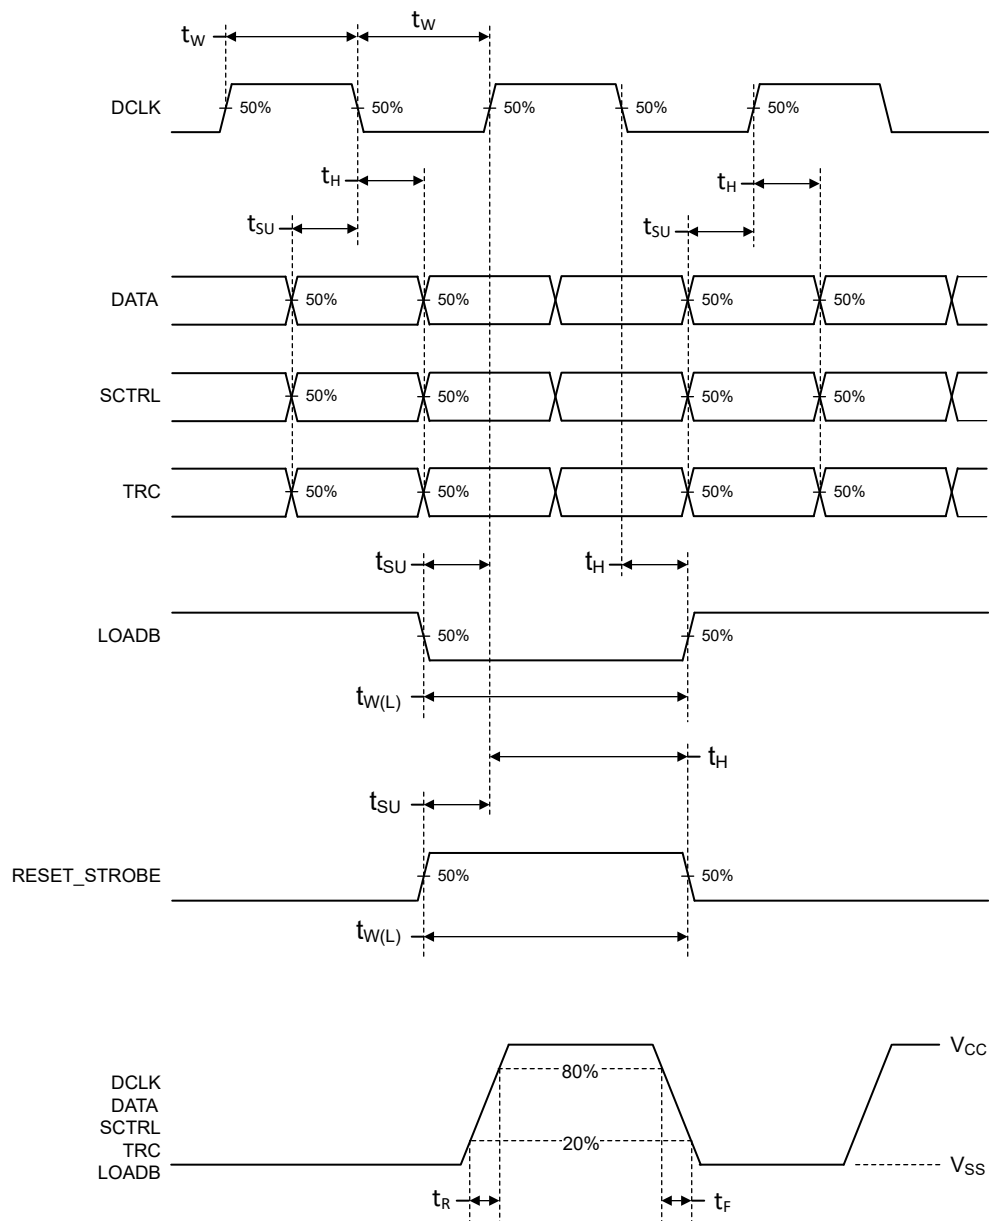 tW tW
DCLK 50% 50% 50% 50% 50%
tH tH
tSU tSU
DATA 50% 50% 50% 50%
SCTRL 50% 50% 50% 50%
TRC 50% 50% 50% 50%
tSU tH
LOADB 50% 50%
tW(L)
tH
tSU
RESET_STROBE 50% 50%
tW(L)
VCC
80%
DCLK
DATA
SCTRL
TRC
LOADB
20%
VSS
tR tF